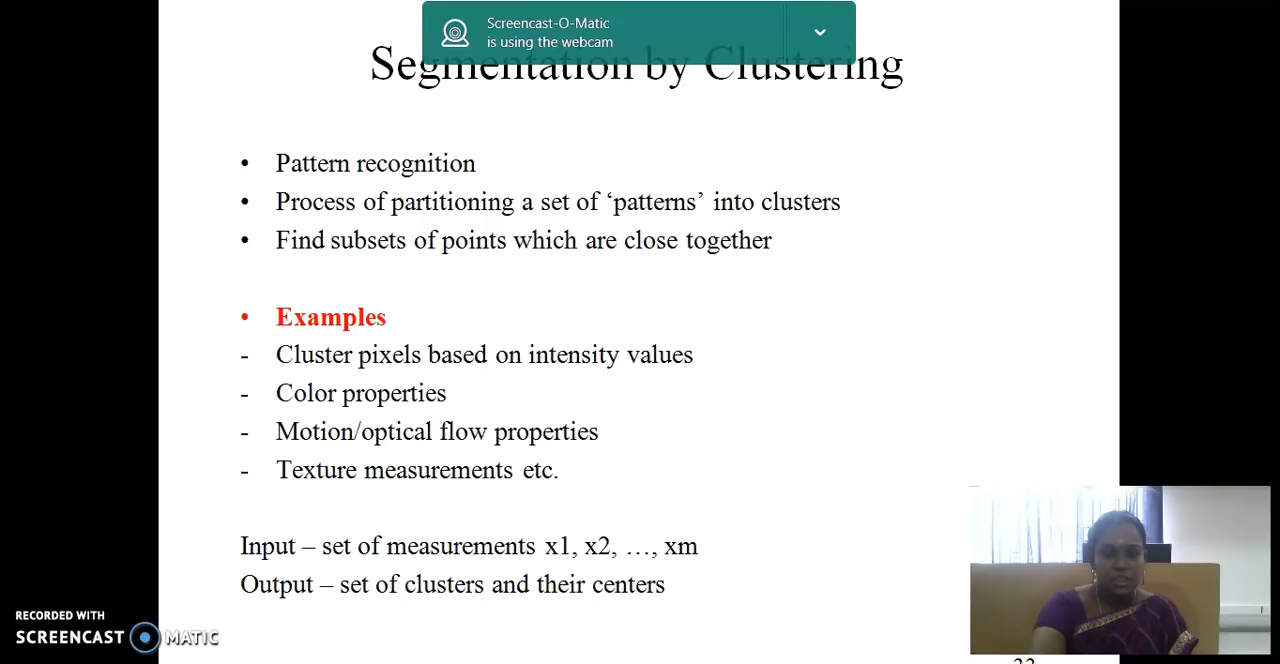 Screencast-O-Matic
is using the webcam
Segmentation by Clustering
• Pattern recognition
• Process of partitioning a set of ‘patterns’ into clusters
• Find subsets of points which are close together
• Examples
- Cluster pixels based on intensity values
- Color properties
- Motion/optical flow properties
- Texture measurements etc.
Input – set of measurements x1, x2, …, xm
Output – set of clusters and their centers
RECORDED WITH
SCREENCAST MATIC